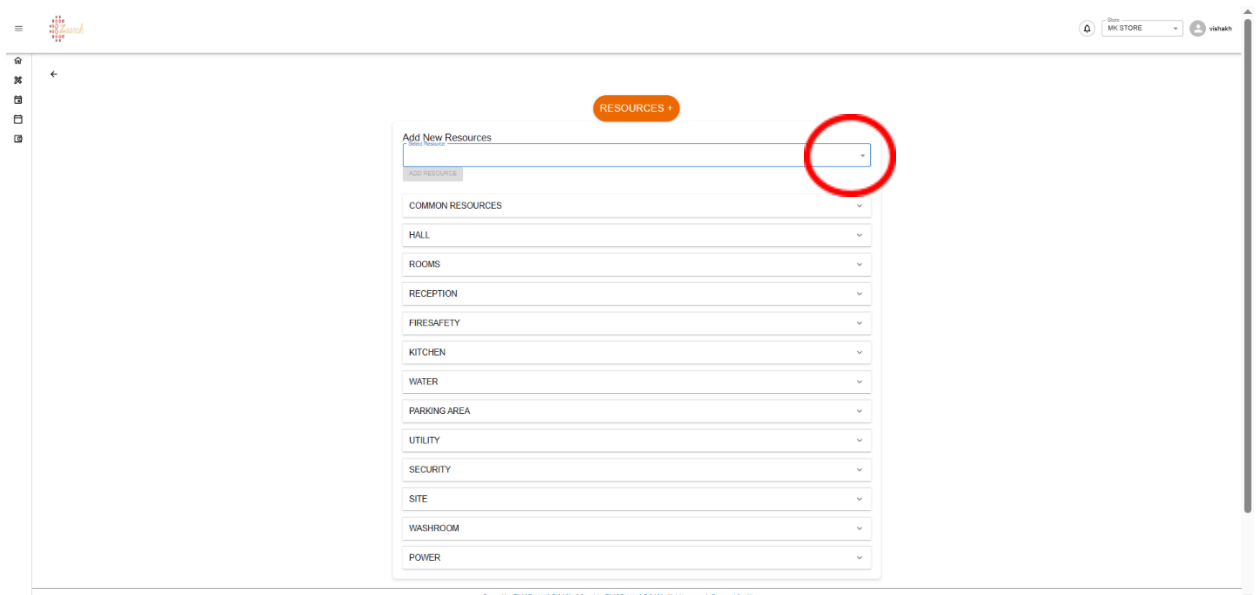 Store
MK STORE
vishakh
RESOURCES +
Add New Resources
Select Resource
ADD RESOURCE
COMMON RESOURCES
HALL
ROOMS
RECEPTION
FIRESAFETY
KITCHEN
WATER
PARKING AREA
UTILITY
SECURITY
SITE
WASHROOM
POWER